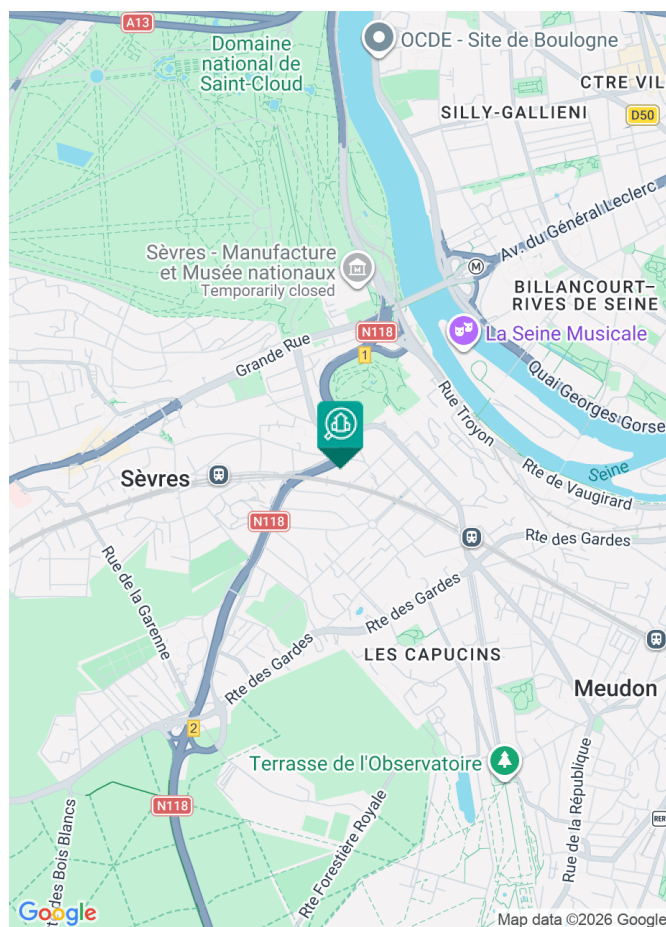 A13
Domaine
national de
Saint-Cloud
OCDE - Site de Boulogne
CTRE VIL
SILLY-GALLIENI
D50
Av. du Général Leclerc
Sèvres - Manufacture
et Musée nationaux
Temporarily closed
M
BILLANCOURT–
RIVES DE SEINE
N118
La Seine Musicale
Grande Rue
1
Quai Georges Gorse
Rue Troyon
Sèvres
Seine
Rte de Vaugirard
N118
Rte des Gardes
Rue de la Garenne
Rte des Gardes
LES CAPUCINS
Rte des Gardes
Meudon
2
Terrasse de l'Observatoire
N118
Rue de la République
Rte Forestière Royale
des Bois Blancs
RER
Google
Map data ©2026 Google